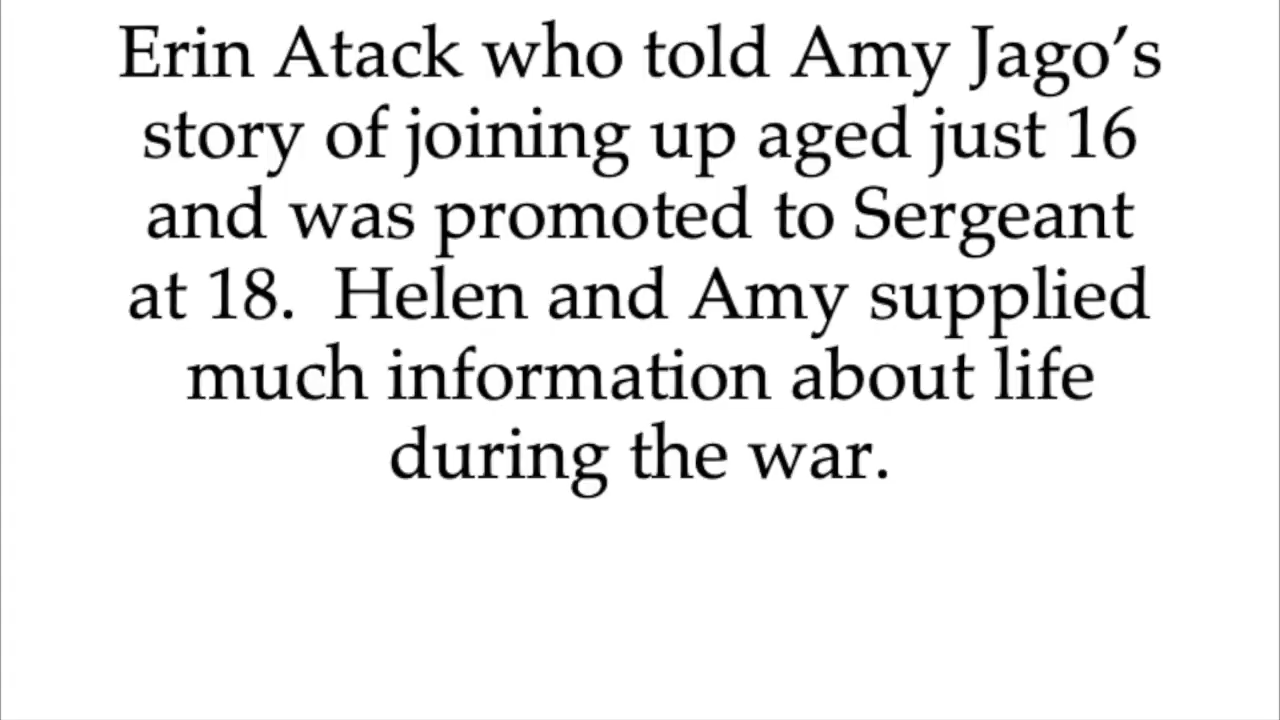 Erin Atack who told Amy Jago’s
story of joining up aged just 16
and was promoted to Sergeant
at 18.  Helen and Amy supplied
much information about life
during the war.